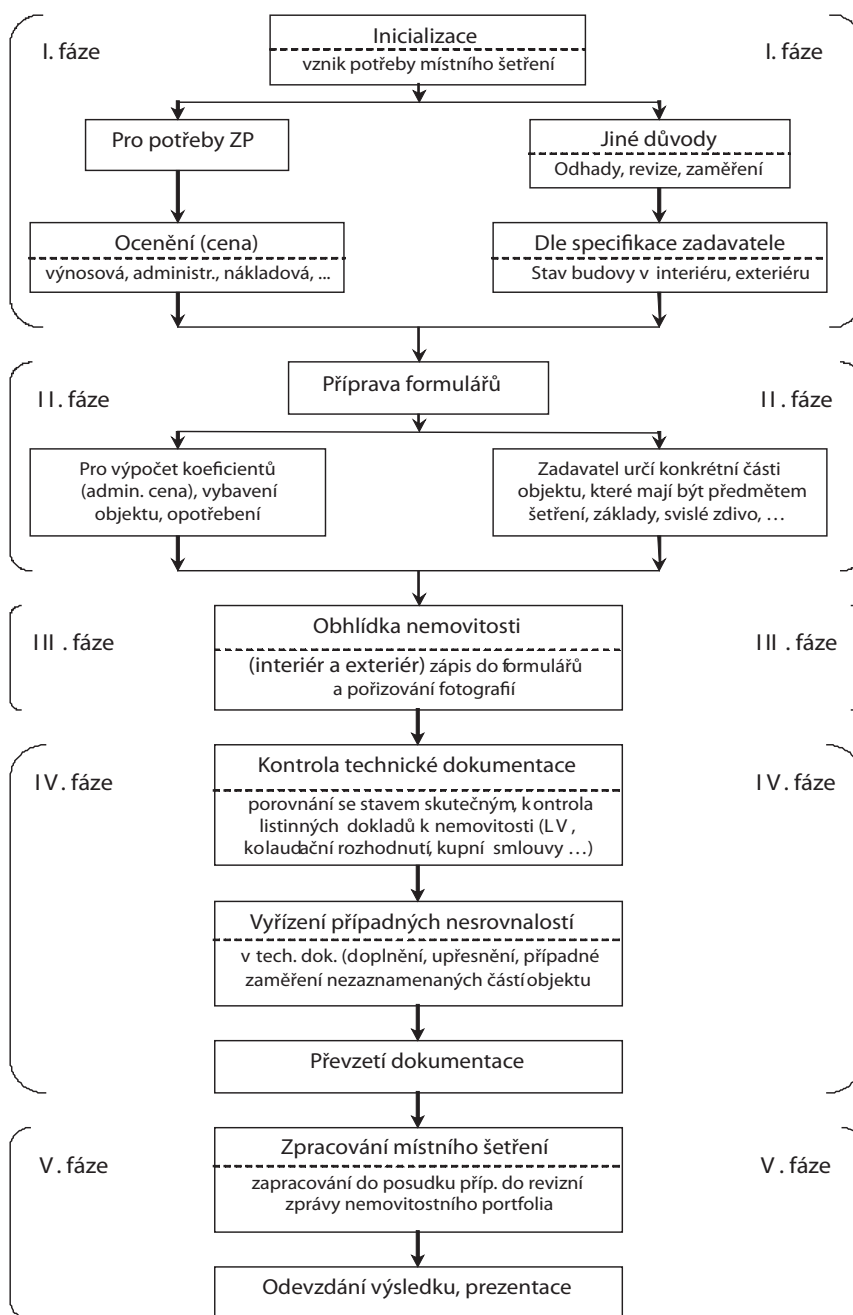 I. fáze
Inicializace
vznik potřeby místního šetření
I. fáze
Pro potřeby ZP
Jiné důvody
Odhady, revize, zaměření
Ocenění (cena)
výnosová, administr., nákladová, ...
Dle specifikace zadavatele
Stav budovy v interiéru, exteriéru
II. fáze
Příprava formulářů
II. fáze
Pro výpočet koeficientů
(admin. cena), vybavení
objektu, opotřebení
Zadavatel určí konkrétní části
objektu, které mají být předmětem
šetření, základy, svislé zdivo, ...
III. fáze
Obhlídka nemovitosti
(interiér a exteriér) zápis do formulářů
a pořizování fotografií
III. fáze
IV. fáze
Kontrola technické dokumentace
porovnání se stavem skutečným, kontrola
listinných dokladů k nemovitosti (LV,
kolaudační rozhodnutí, kupní smlouvy ...)
IV. fáze
Vyřízení případných nesrovnalostí
v tech. dok. (doplnění, upřesnění, případné
zaměření nezaznamenaných částí objektu
Převzetí dokumentace
V. fáze
Zpracování místního šetření
zapracování do posudku příp. do revizní
zprávy nemovitostního portfolia
V. fáze
Odevzdání výsledku, prezentace